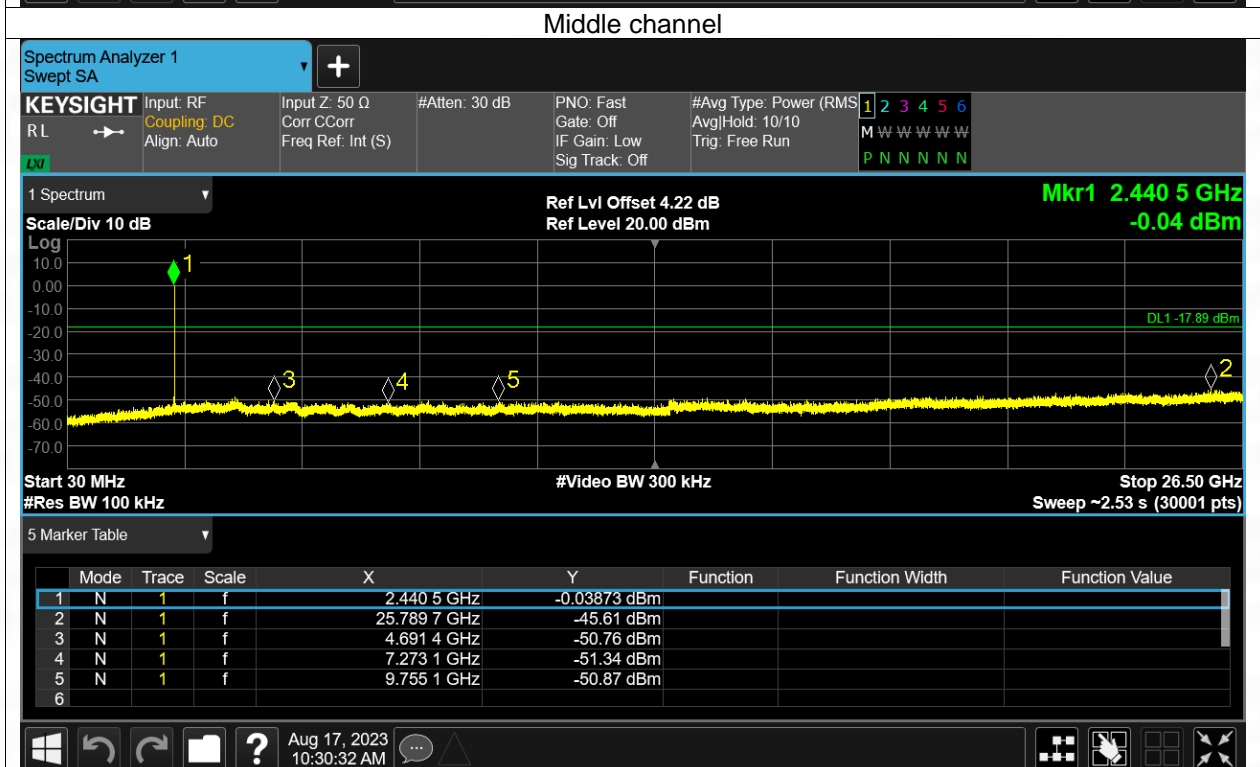 Middle channel
Spectrum Analyzer 1
Swept SA
+
KEYSIGHT Input: RF Input Z: 50 Ω #Atten: 30 dB PNO: Fast #Avg Type: Power (RMS 1 2 3 4 5 6
RL Coupling: DC Corr CCorr Gate: Off Avg|Hold: 10/10 M W W W W W
Align: Auto Freq Ref: Int (S) IF Gain: Low Trig: Free Run
LXI Sig Track: Off P N N N N N
1 Spectrum Ref Lvl Offset 4.22 dB Mkr1 2.440 5 GHz
Scale/Div 10 dB Ref Level 20.00 dBm -0.04 dBm
Log
10.0
1
0.00
-10.0
DL1 -17.89 dBm
-20.0
-30.0
-40.0
3 4 5 2
-50.0
-60.0
-70.0
Start 30 MHz #Video BW 300 kHz Stop 26.50 GHz
#Res BW 100 kHz Sweep ~2.53 s (30001 pts)
5 Marker Table
Mode Trace Scale X Y Function Function Width Function Value
1 N 1 f 2.440 5 GHz -0.03873 dBm
2 N 1 f 25.789 7 GHz -45.61 dBm
3 N 1 f 4.691 4 GHz -50.76 dBm
4 N 1 f 7.273 1 GHz -51.34 dBm
5 N 1 f 9.755 1 GHz -50.87 dBm
6
? Aug 17, 2023
10:30:32 AM